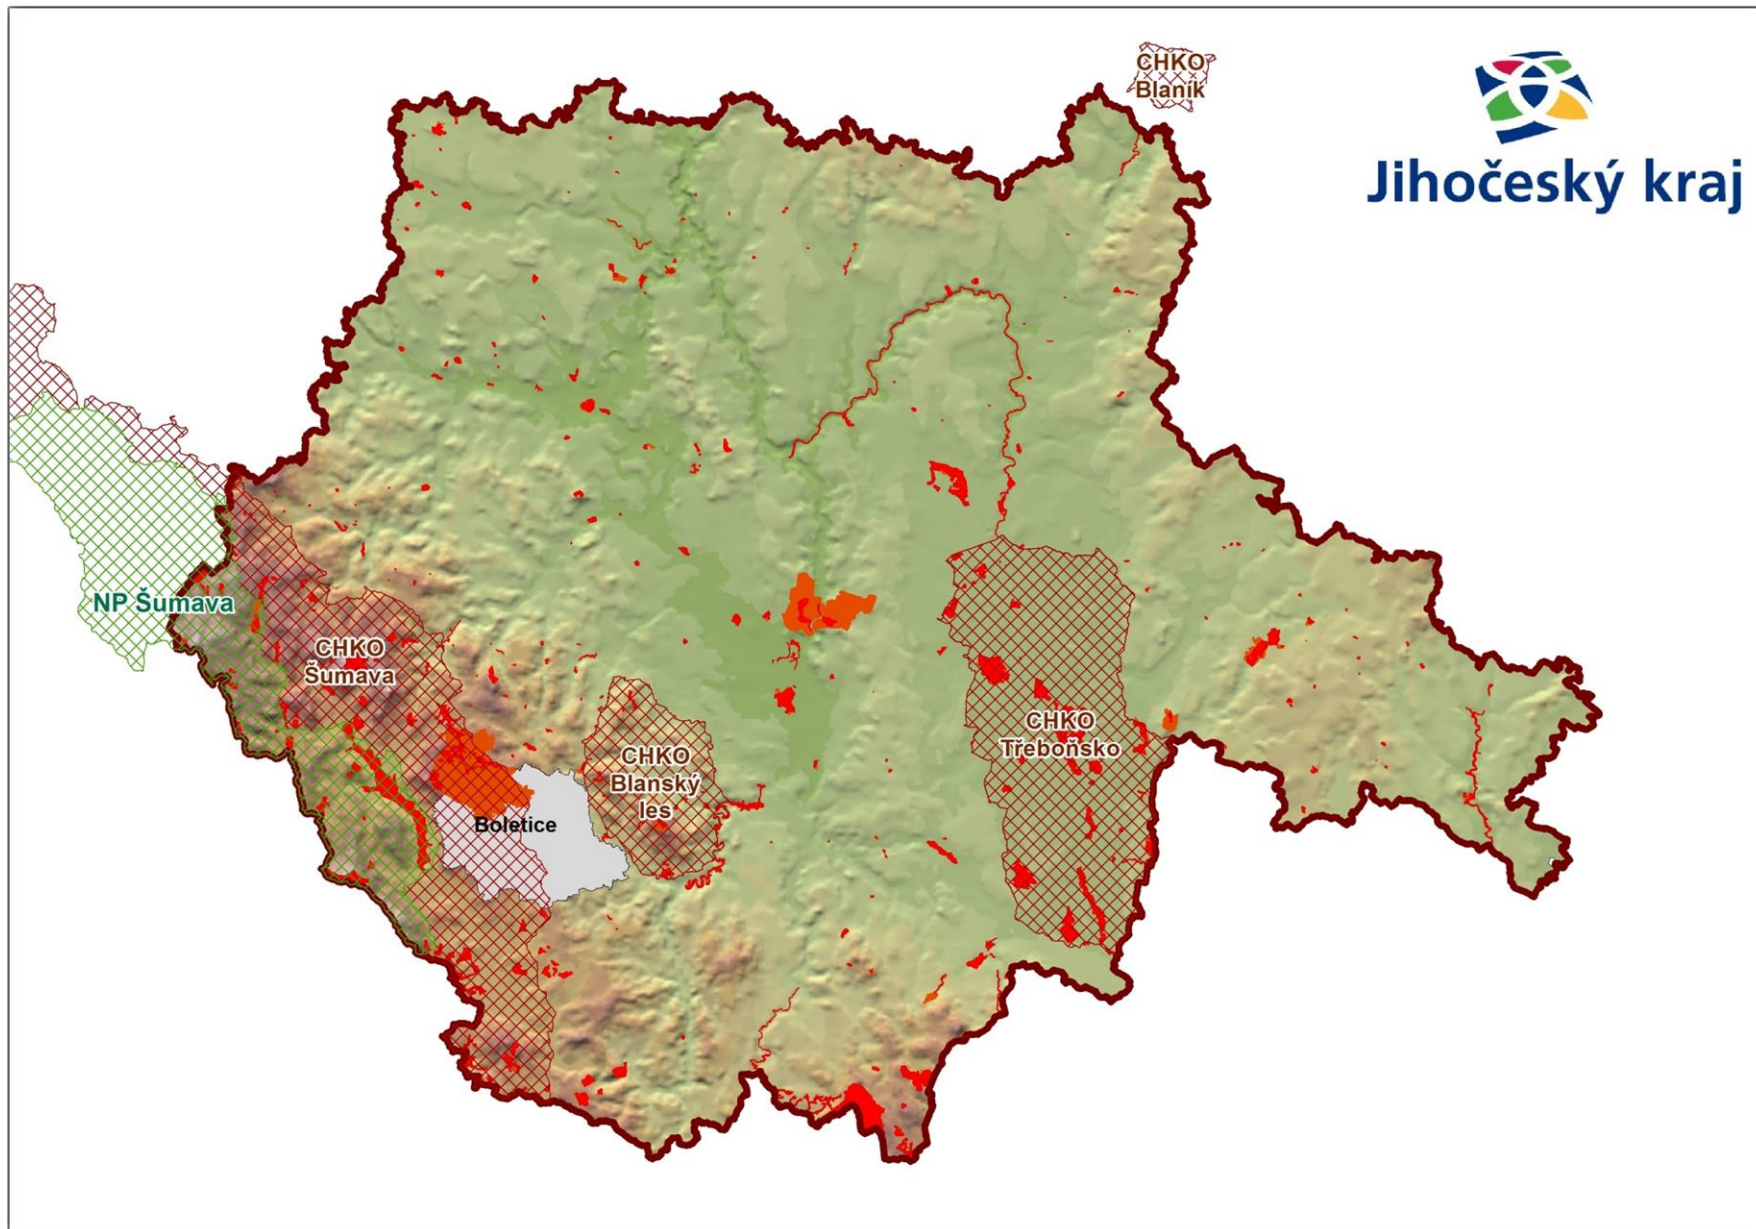 CHKO
Blaník
Jihočeský kraj
NP Šumava
CHKO
Šumava
CHKO
Blanský
les
CHKO
Třeboňsko
Boletice